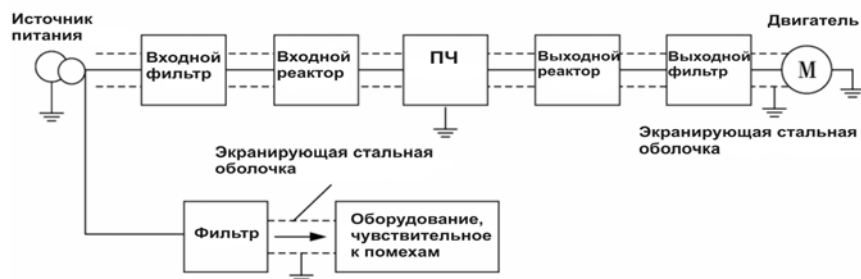 Источник
питания
Входной
фильтр
Входной
реактор
ПЧ
Выходной
реактор
Выходной
фильтр
Двигатель
M
Экранирующая стальная
оболочка
Экранирующая стальная
оболочка
Фильтр
Оборудование,
чувствительное
к помехам